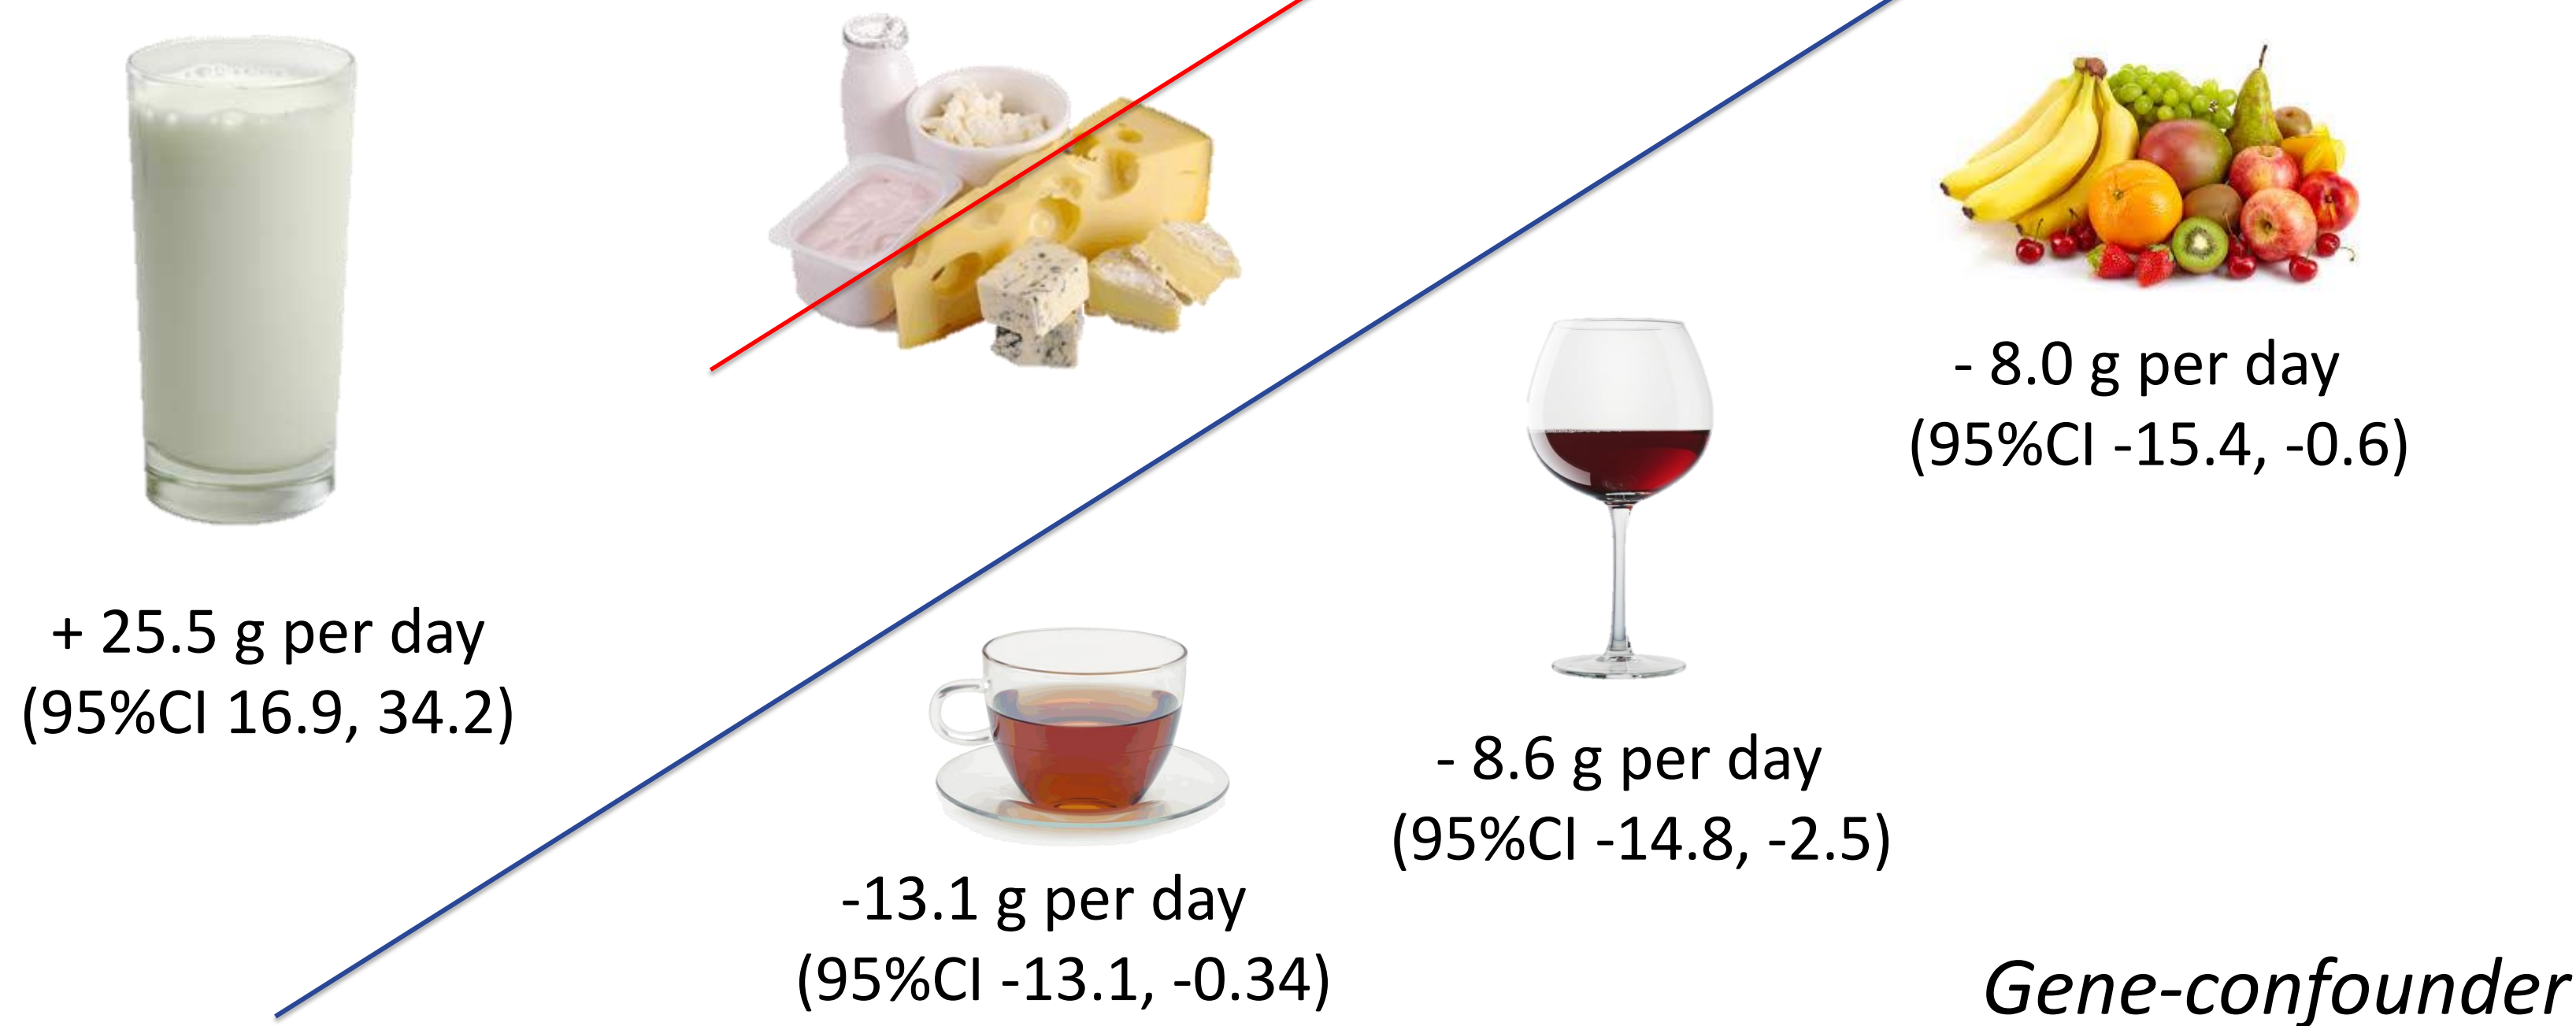 + 25.5 g per day
(95%CI 16.9, 34.2)
-13.1 g per day
(95%CI -13.1, -0.34)
- 8.6 g per day
(95%CI -14.8, -2.5)
- 8.0 g per day
(95%CI -15.4, -0.6)
Gene-confounder